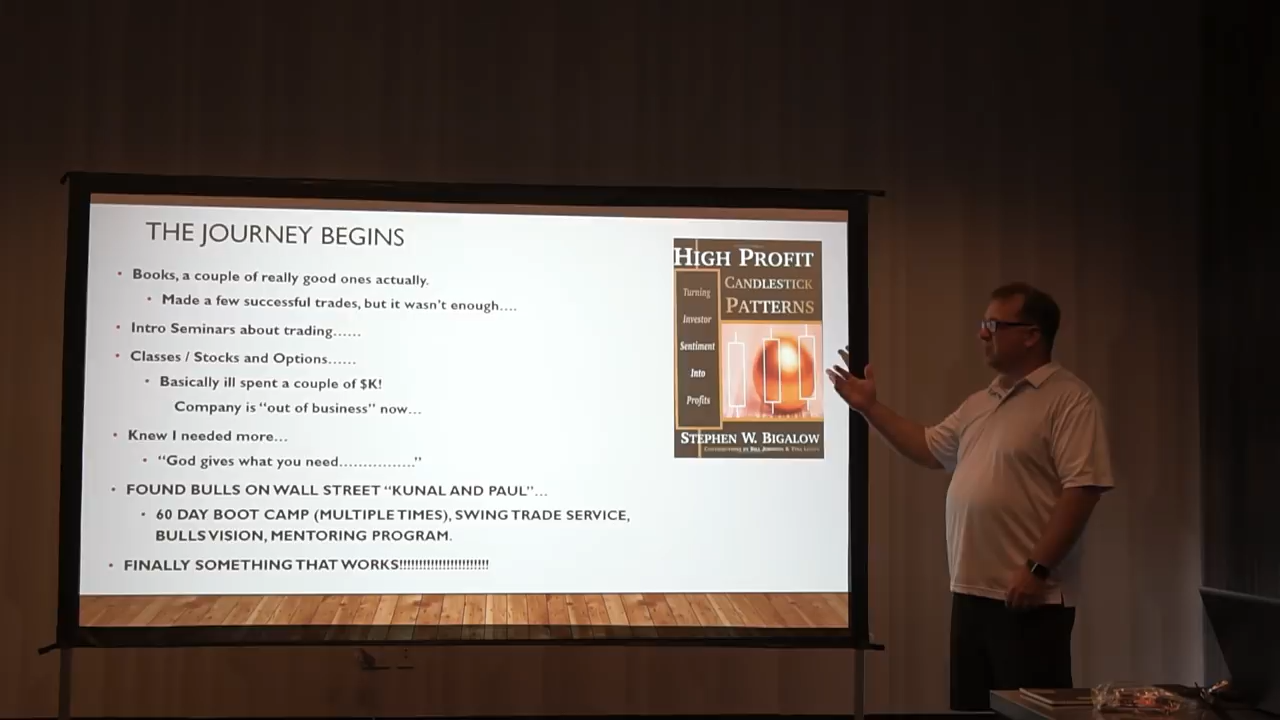 THE JOURNEY BEGINS
• Books, a couple of really good ones actually.
• Made a few successful trades, but it wasn't enough....
• Intro Seminars about trading......
• Classes / Stocks and Options......
• Basically ill spent a couple of $K!
Company is "out of business" now...
• Knew I needed more...
• "God gives what you need................"
• FOUND BULLS ON WALL STREET "KUNAL AND PAUL"...
• 60 DAY BOOT CAMP (MULTIPLE TIMES), SWING TRADE SERVICE,
BULLS VISION, MENTORING PROGRAM.
• FINALLY SOMETHING THAT WORKS!!!!!!!!!!!!!!!!!!!!!!!
HIGH PROFIT
CANDLESTICK
PATTERNS
Turning
Investor
Sentiment
Into
Profits
STEPHEN W. BIGALOW
CONTRIBUTIONS BY BILL JOHNSON &